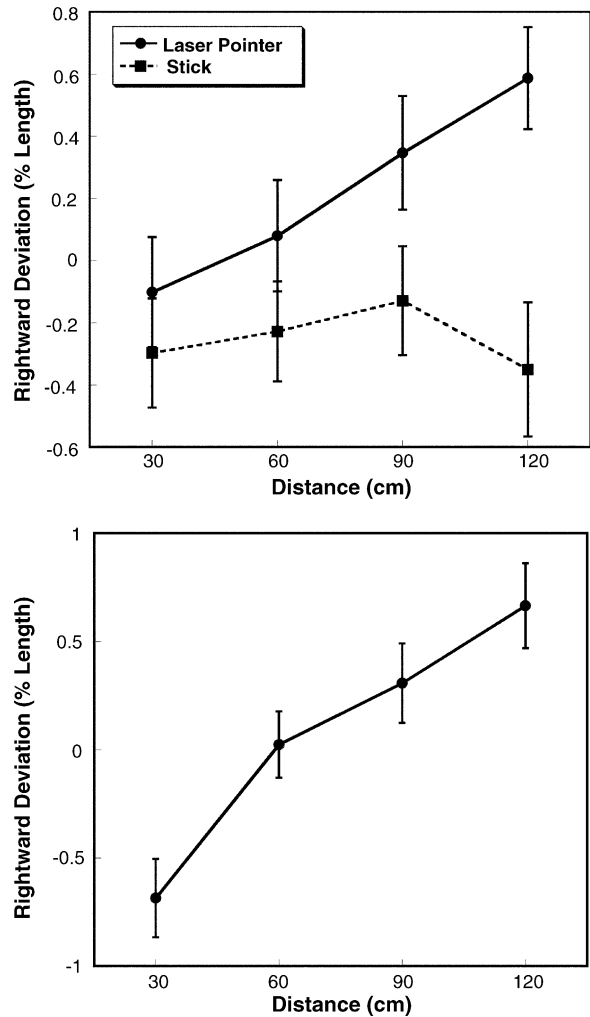 0.8
0.6
0.4
0.2
0
-0.2
-0.4
-0.6
Laser Pointer
Stick
Rightward Deviation (% Length)
30 60 90 120
Distance (cm)
1
0.5
0
-0.5
-1
Rightward Deviation (% Length)
30 60 90 120
Distance (cm)